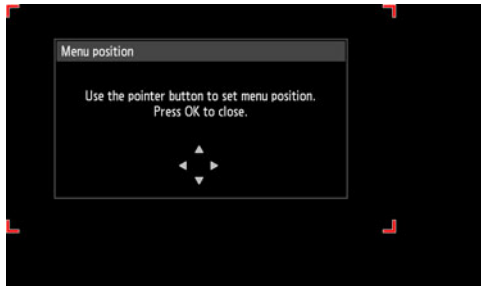 Menu position
Use the pointer button to set menu position.
Press OK to close.